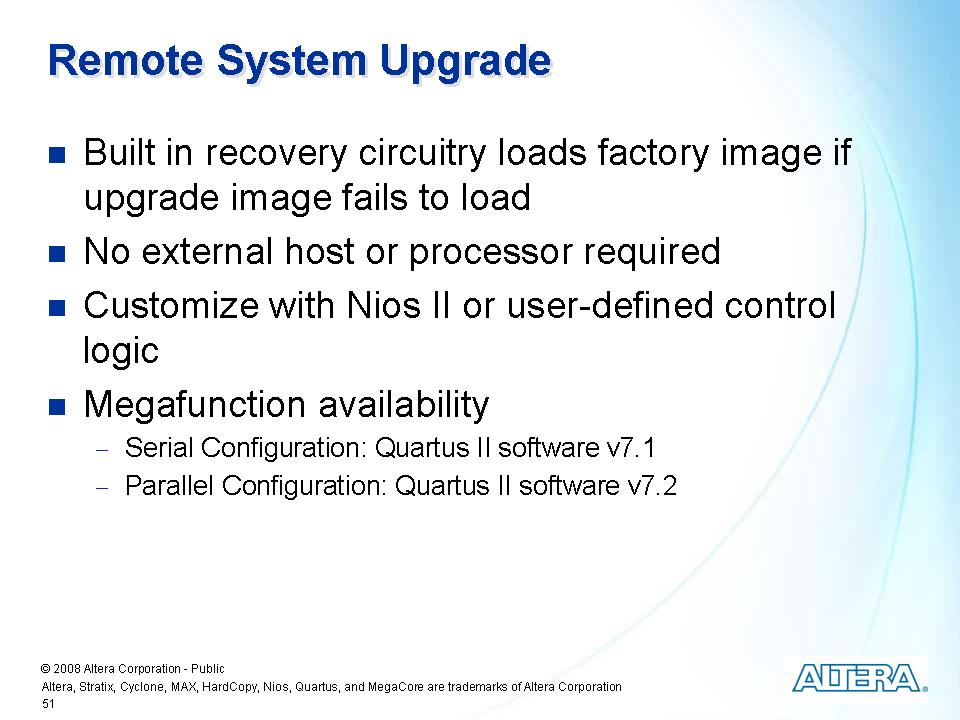 Remote System Upgrade
■ Built in recovery circuitry loads factory image if
upgrade image fails to load
■ No external host or processor required
■ Customize with Nios II or user-defined control
logic
■ Megafunction availability
– Serial Configuration: Quartus II software v7.1
– Parallel Configuration: Quartus II software v7.2
© 2008 Altera Corporation - Public
Altera, Stratix, Cyclone, MAX, HardCopy, Nios, Quartus, and MegaCore are trademarks of Altera Corporation
51
ALTERA®